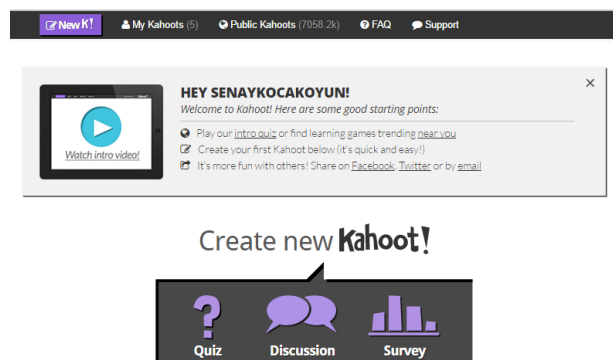 New K! My Kahoots (5) Public Kahoots (7058.2k) FAQ Support
HEY SENAYKOCAKOYUN!
Welcome to Kahoot! Here are some good starting points:
Play our intro quiz or find learning games trending near you
Create your first Kahoot below (it's quick and easy!)
It's more fun with others! Share on Facebook, Twitter or by email
Watch intro video!
Create new Kahoot!
Quiz Discussion Survey